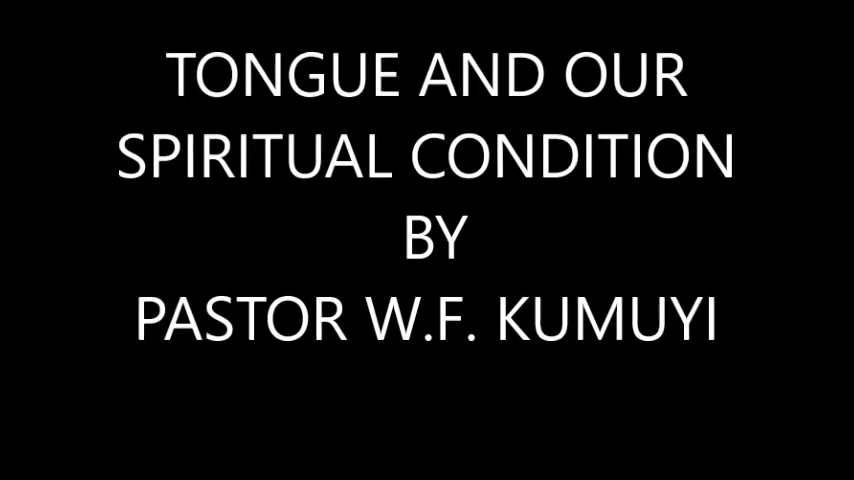 TONGUE AND OUR
SPIRITUAL CONDITION
BY
PASTOR W.F. KUMUYI